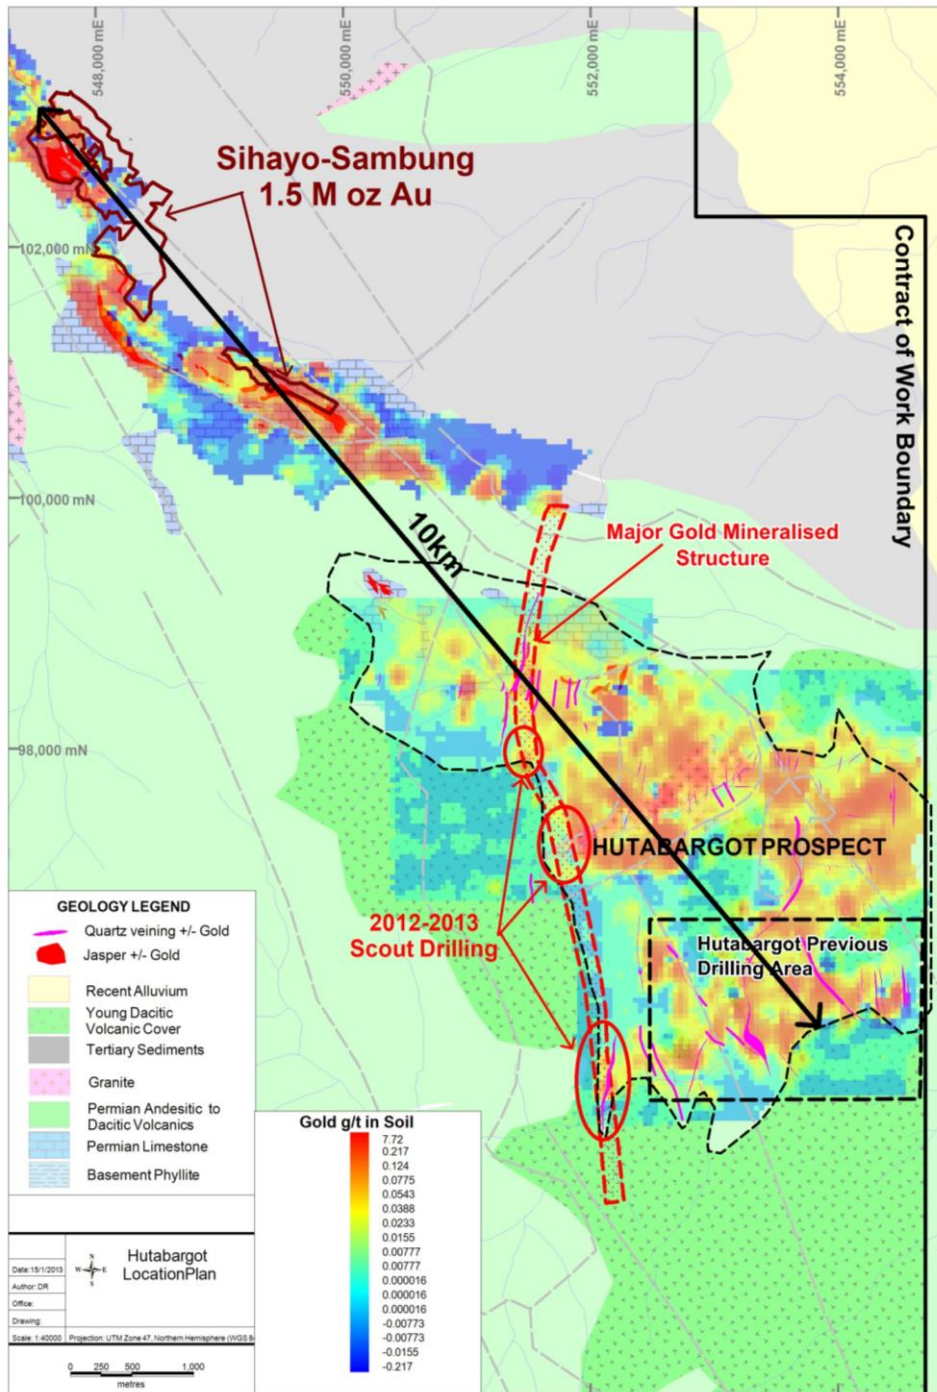 548,000 mE
550,000 mE
552,000 mE
554,000 mE
Sihayo-Sambung
1.5 M oz Au
102,000 mN
Contract of Work Boundary
100,000 mN
10km
Major Gold Mineralised
Structure
98,000 mN
HUTABARGOT PROSPECT
2012-2013
Scout Drilling
Hutabargot Previous
Drilling Area
GEOLOGY LEGEND
Quartz veining +/- Gold
Jasper +/- Gold
Recent Alluvium
Young Dacitic
Volcanic Cover
Tertiary Sediments
Granite
Permian Andesitic to
Dacitic Volcanics
Permian Limestone
Basement Phyllite
Gold g/t in Soil
7.72
0.217
0.124
0.0775
0.0543
0.0388
0.0233
0.0155
0.00777
0.00777
0.000016
0.000016
0.000016
-0.00773
-0.00773
-0.0155
-0.217
Hutabargot
LocationPlan
N
W E
S
Date:15/1/2013
Author: DR
Office:
Drawing:
Scale: 1:40000
Projection: UTM Zone 47, Northern Hemisphere (WGS 8
0 250 500 1,000
metres